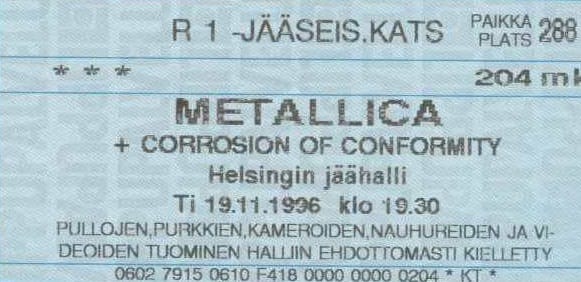 R 1 -JÄÄSEIS.KATS PAIKKA PLATS 288
* * * 204 mk
METALLICA
+ CORROSION OF CONFORMITY
Helsingin jäähalli
Ti 19.11.1996 klo 19.30
PULLOJEN,PURKKIEN,KAMEROIDEN,NAUHUREIDEN JA VI-
DEOIDEN TUOMINEN HALLIIN EHDOTTOMASTI KIELLETTY
0602 7915 0610 F418 0000 0000 0204 * KT *